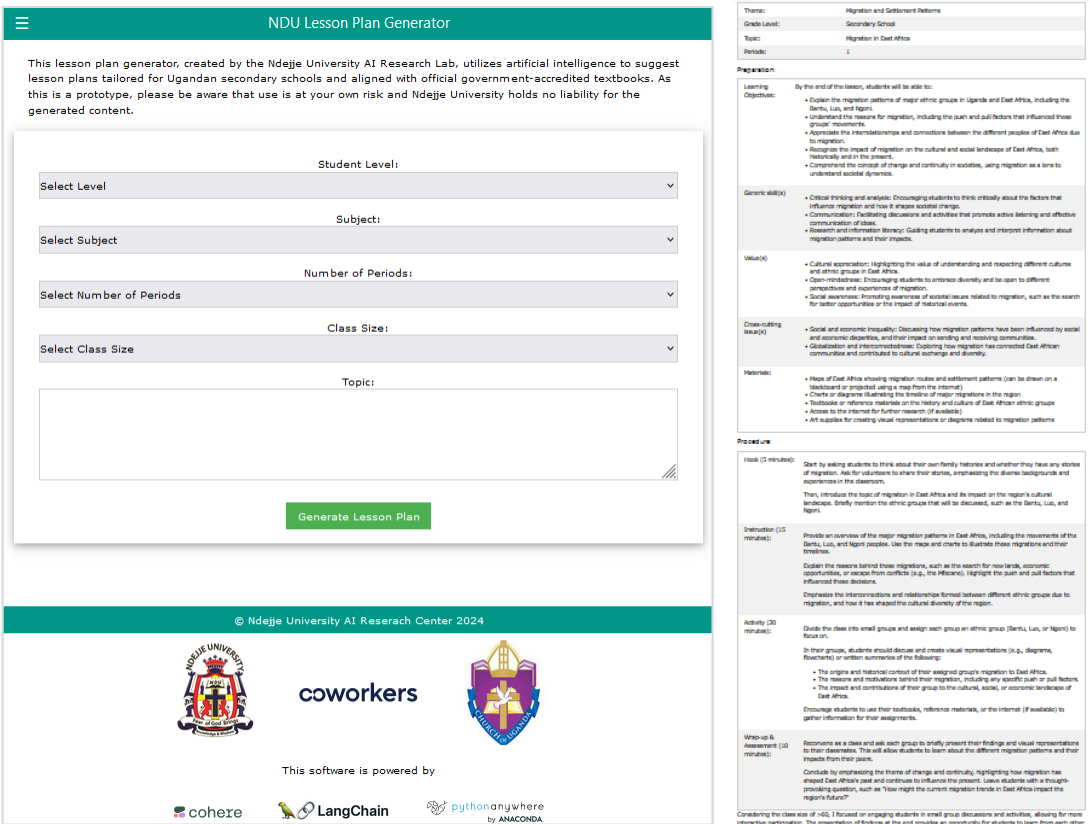 ☰ NDU Lesson Plan Generator
This lesson plan generator, created by the Ndejje University AI Research Lab, utilizes artificial intelligence to suggest
lesson plans tailored for Ugandan secondary schools and aligned with official government-accredited textbooks. As
this is a prototype, please be aware that use is at your own risk and Ndejje University holds no liability for the
generated content.
Student Level:
Select Level
Subject:
Select Subject
Number of Periods:
Select Number of Periods
Class Size:
Select Class Size
Topic:
Generate Lesson Plan
© Ndejje University AI Reserach Center 2024
NDEJJE UNIVERSITY
NDU
Fear of God Brings
Knowledge & Wisdom
coworkers
CHURCH OF UGANDA
This software is powered by
cohere
LangChain
pythonanywhere
by ANACONDA
Theme: Migration and Settlement Patterns
Grade Level: Secondary School
Topic: Migration in East Africa
Periods: 1
Preparation:
Learning Objectives:
By the end of the lesson, students will be able to:
• Explain the migration patterns of major ethnic groups in Uganda and East Africa, including the
Bantu, Luo, and Ngoni.
• Understand the reasons for migration, including the push and pull factors that influenced these
groups' movements.
• Appreciate the interrelationships and connections between the different peoples of East Africa due
to migration.
• Recognize the impact of migration on the cultural and social landscape of East Africa, both
historically and in the present.
• Comprehend the concept of change and continuity in societies, using migration as a lens to
understand societal dynamics.
Generic skill(s)
• Critical thinking and analysis: Encouraging students to think critically about the factors that
influence migration and how it shapes societal change.
• Communication: Facilitating discussions and activities that promote active listening and effective
communication of ideas.
• Research and information literacy: Guiding students to analyze and interpret information about
migration patterns and their impacts.
Value(s)
• Cultural appreciation: Highlighting the value of understanding and respecting different cultures
and ethnic groups in East Africa.
• Open-mindedness: Encouraging students to embrace diversity and be open to different
perspectives and experiences of migration.
• Social awareness: Promoting awareness of societal issues related to migration, such as the search
for better opportunities or the impact of historical events.
Cross-cutting
issue(s)
• Social and economic inequality: Discussing how migration patterns have been influenced by social
and economic disparities, and their impact on sending and receiving communities.
• Globalization and interconnectedness: Exploring how migration has connected East African
communities and contributed to cultural exchange and diversity.
Materials:
• Maps of East Africa showing migration routes and settlement patterns (can be drawn on a
blackboard or projected using a map from the internet)
• Charts or diagrams illustrating the timeline of major migrations in the region
• Textbooks or reference materials on the history and culture of East African ethnic groups
• Access to the internet for further research (if available)
• Art supplies for creating visual representations or diagrams related to migration patterns
Procedure:
Hook (5 minutes):
Start by asking students to think about their own family histories and whether they have any stories
of migration. Ask for volunteers to share their stories, emphasizing the diverse backgrounds and
experiences in the classroom.
Then, introduce the topic of migration in East Africa and its impact on the region's cultural
landscape. Briefly mention the ethnic groups that will be discussed, such as the Bantu, Luo, and
Ngoni.
Instruction (15
minutes):
Provide an overview of the major migration patterns in East Africa, including the movements of the
Bantu, Luo, and Ngoni peoples. Use the maps and charts to illustrate these migrations and their
timelines.
Explain the reasons behind these migrations, such as the search for new lands, economic
opportunities, or escape from conflicts (e.g., the Mfecane). Highlight the push and pull factors that
influenced these decisions.
Emphasize the interconnections and relationships formed between different ethnic groups due to
migration, and how it has shaped the cultural diversity of the region.
Activity (20
minutes):
Divide the class into small groups and assign each group an ethnic group (Bantu, Luo, or Ngoni) to
focus on.
In their groups, students should discuss and create visual representations (e.g., diagrams,
flowcharts) or written summaries of the following:
• The origins and historical context of their assigned group's migration to East Africa.
• The reasons and motivations behind their migration, including any specific push or pull factors.
• The impact and contributions of their group to the cultural, social, or economic landscape of
East Africa.
Encourage students to use their textbooks, reference materials, or the internet (if available) to
gather information for their assignments.
Wrap-up &
Assessment (10
minutes):
Reconvene as a class and ask each group to briefly present their findings and visual representations
to their classmates. This will allow students to learn about the different migration patterns and their
impacts from their peers.
Conclude by emphasizing the theme of change and continuity, highlighting how migration has
shaped East Africa's past and continues to influence the present. Leave students with a thought-
provoking question, such as "How might the current migration trends in East Africa impact the
region's future?"
Considering the class size of >60, I focused on engaging students in small group discussions and activities, allowing for more
interactive participation. The presentation of findings at the end provides an opportunity for students to learn from each other